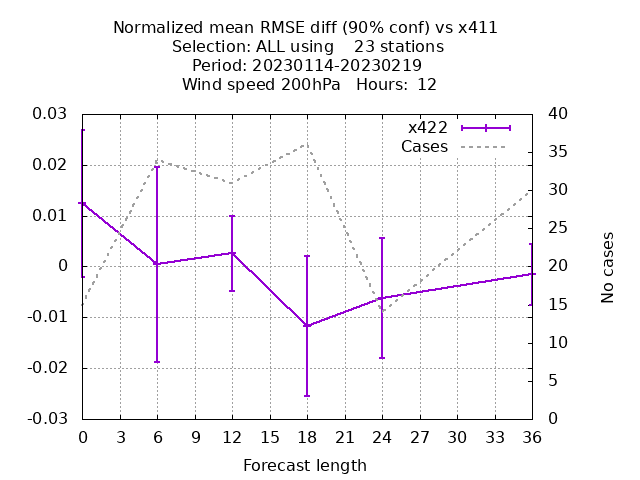 Normalized mean RMSE diff (90% conf) vs x411
Selection: ALL using    23 stations
Period: 20230114-20230219
Wind speed 200hPa   Hours:  12
0.03
0.02
0.01
0
-0.01
-0.02
-0.03
x422
Cases
40
35
30
25
20
15
10
5
0
No cases
0 3 6 9 12 15 18 21 24 27 30 33 36
Forecast length